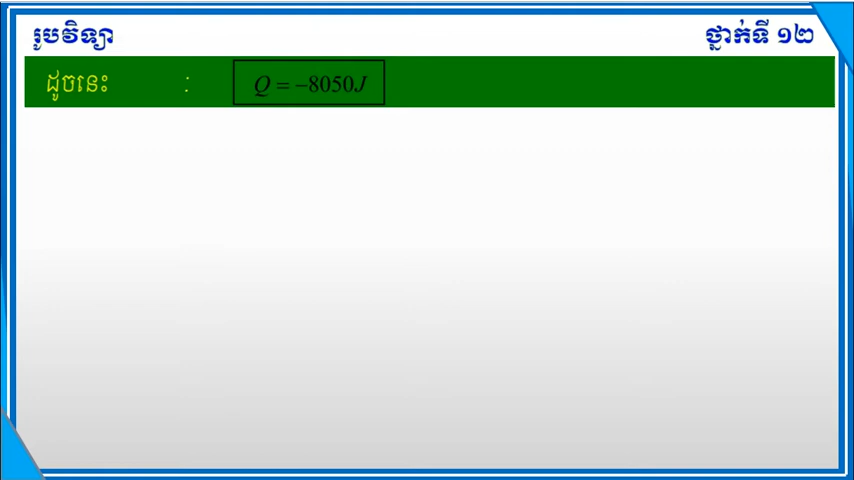 រូបវិទ្យា ថ្នាក់ទី ១២
ដូចនេះ : Q = −8050J